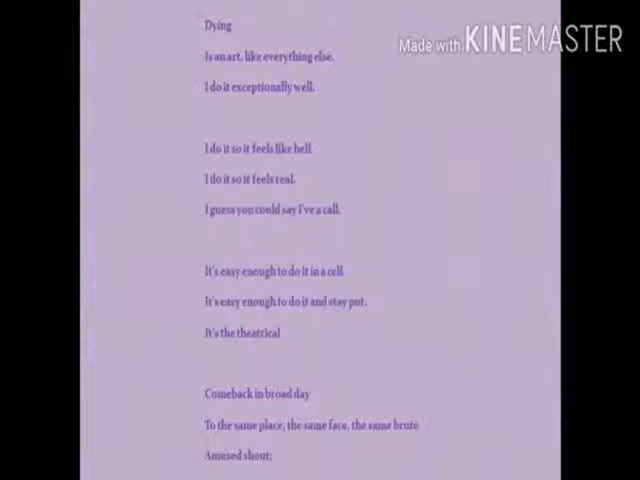 Made with KINEMASTER
Dying
Is an art, like everything else.
I do it exceptionally well.
I do it so it feels like hell.
I do it so it feels real.
I guess you could say I've a call.
It's easy enough to do it in a cell.
It's easy enough to do it and stay put.
It's the theatrical
Comeback in broad day
To the same place, the same face, the same brute
Amused shout: